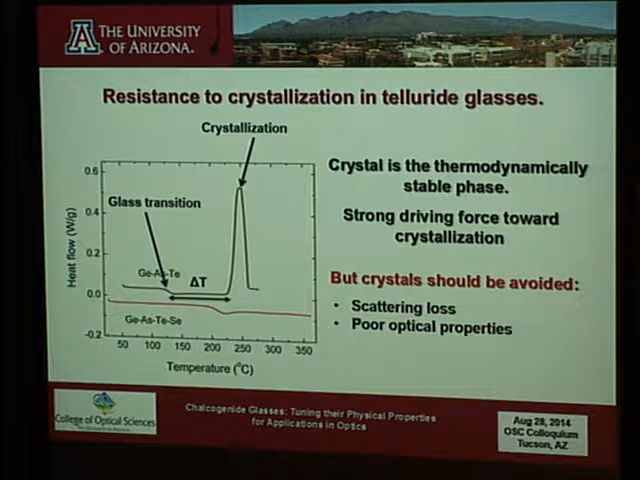 THE UNIVERSITY
OF ARIZONA.
Resistance to crystallization in telluride glasses.
Crystallization
Glass transition
Heat flow (W/g)
0.6
0.4
0.2
0.0
-0.2
Ge-As-Te
ΔT
Ge-As-Te-Se
50
100
150
200
250
300
350
Temperature (°C)
Crystal is the thermodynamically
stable phase.
Strong driving force toward
crystallization
But crystals should be avoided:
• Scattering loss
• Poor optical properties
College of Optical Sciences
Chalcogenide Glasses: Tuning their Physical Properties
for Applications in Optics
Aug 28, 2014
OSC Colloquium
Tucson, AZ